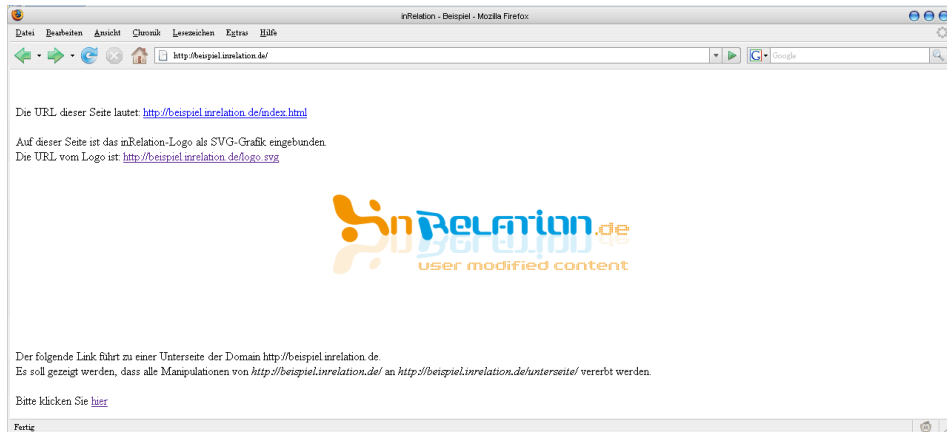 inRelation - Beispiel - Mozilla Firefox
Datei Bearbeiten Ansicht Chronik Lesezeichen Extras Hilfe
http://beispiel.inrelation.de/
G Google
Die URL dieser Seite lautet: http://beispiel.inrelation.de/index.html
Auf dieser Seite ist das inRelation-Logo als SVG-Grafik eingebunden.
Die URL vom Logo ist: http://beispiel.inrelation.de/logo.svg
inRelation.de
user modified content
Der folgende Link führt zu einer Unterseite der Domain http://beispiel.inrelation.de.
Es soll gezeigt werden, dass alle Manipulationen von http://beispiel.inrelation.de/ an http://beispiel.inrelation.de/unterseite/ vererbt werden.
Bitte klicken Sie hier
Fertig